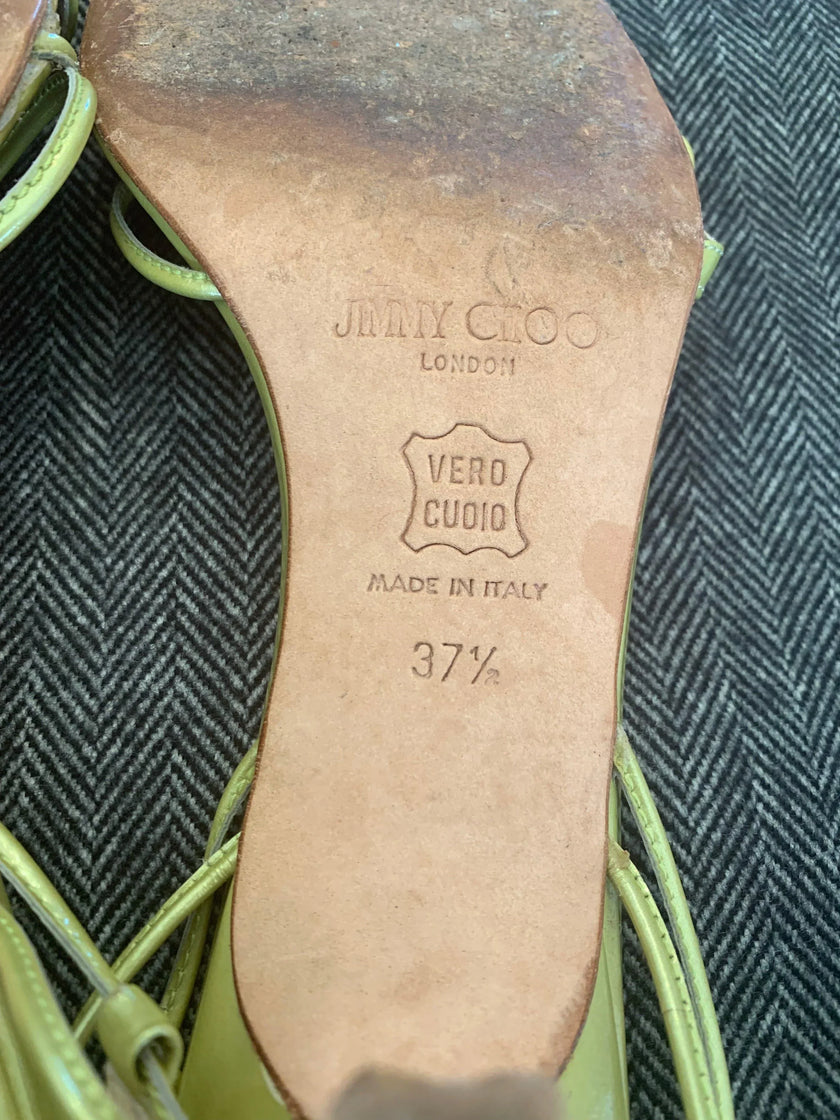 JIMMY CHOO
LONDON
VERO
CUOIO
MADE IN ITALY
37½